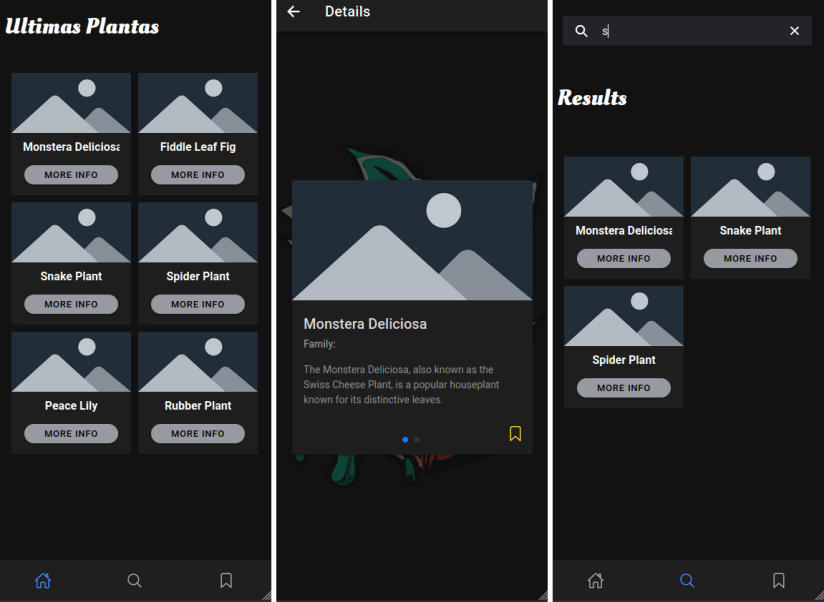 Ultimas Plantas
Monstera Deliciosa
Fiddle Leaf Fig
MORE INFO
MORE INFO
Snake Plant
Spider Plant
MORE INFO
MORE INFO
Peace Lily
Rubber Plant
MORE INFO
MORE INFO
Details
Monstera Deliciosa
Family:
The Monstera Deliciosa, also known as the
Swiss Cheese Plant, is a popular houseplant
known for its distinctive leaves.
s
Results
Monstera Deliciosa
Snake Plant
MORE INFO
MORE INFO
Spider Plant
MORE INFO